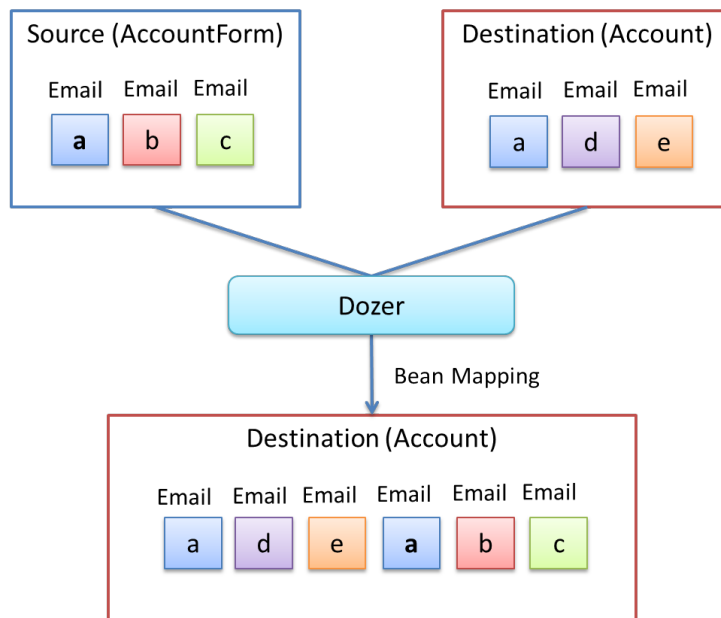 Source (AccountForm)
Email Email Email
a b c
Destination (Account)
Email Email Email
a d e
Dozer
Bean Mapping
Destination (Account)
Email Email Email Email Email Email
a d e a b c